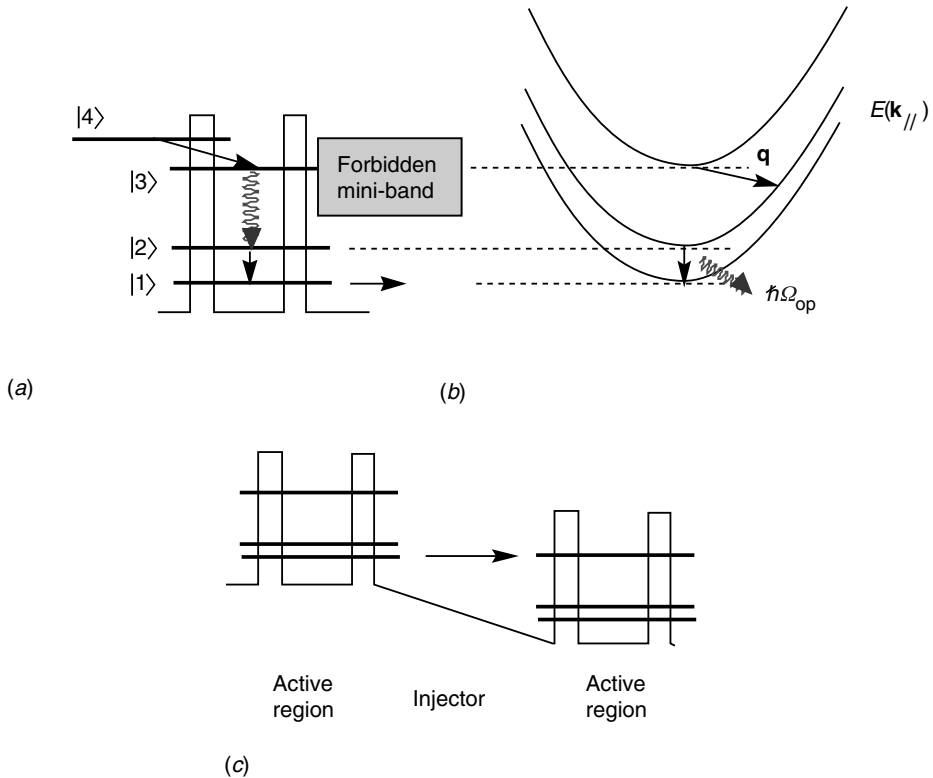 |4⟩
|3⟩
|2⟩
|1⟩
Forbidden
mini-band
E(k//)
q
ℏΩop
(a)
(b)
Active
region
Injector
Active
region
(c)